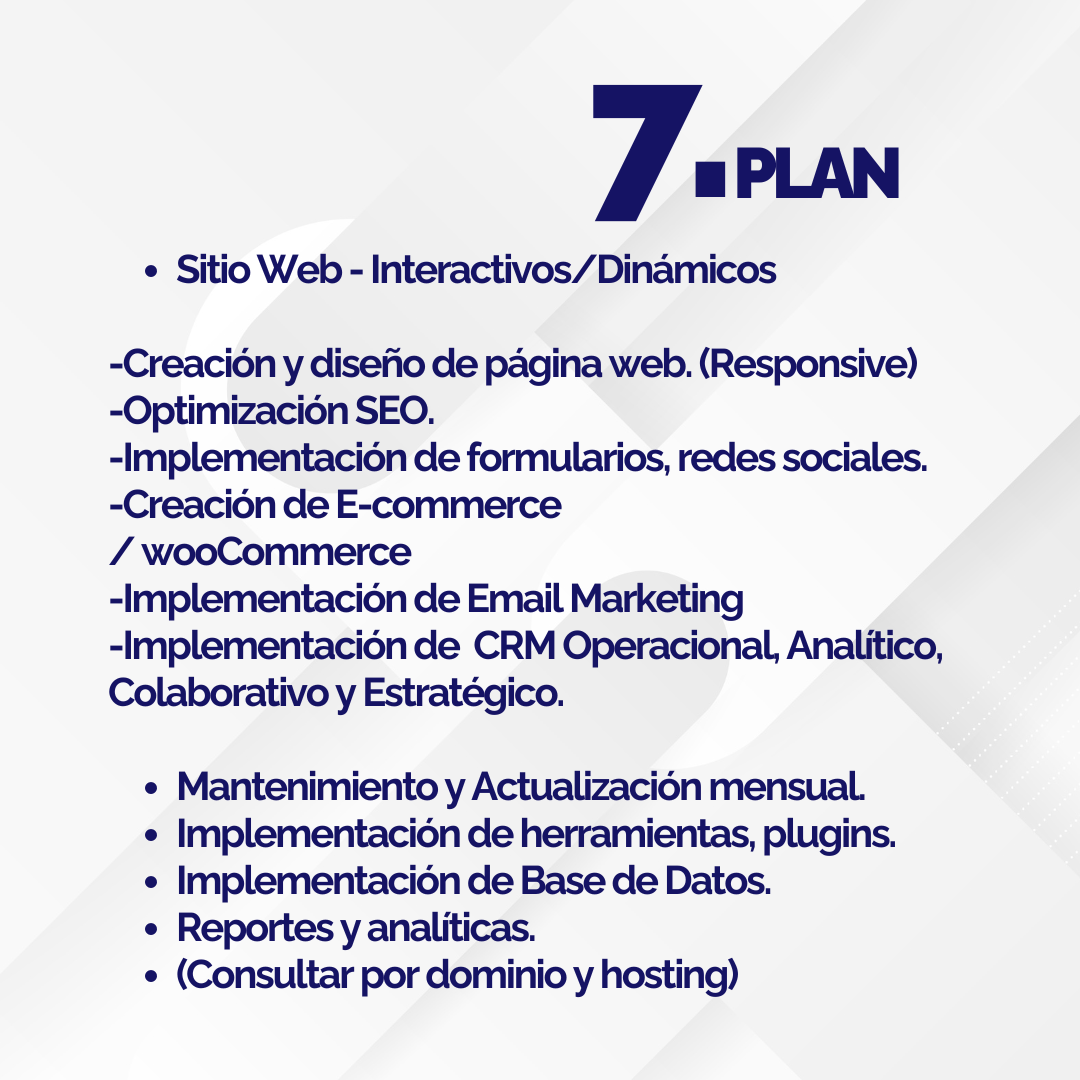 7. PLAN
• Sitio Web - Interactivos/Dinámicos
-Creación y diseño de página web. (Responsive)
-Optimización SEO.
-Implementación de formularios, redes sociales.
-Creación de E-commerce
/ wooCommerce
-Implementación de Email Marketing
-Implementación de  CRM Operacional, Analítico,
Colaborativo y Estratégico.
• Mantenimiento y Actualización mensual.
• Implementación de herramientas, plugins.
• Implementación de Base de Datos.
• Reportes y analíticas.
• (Consultar por dominio y hosting)